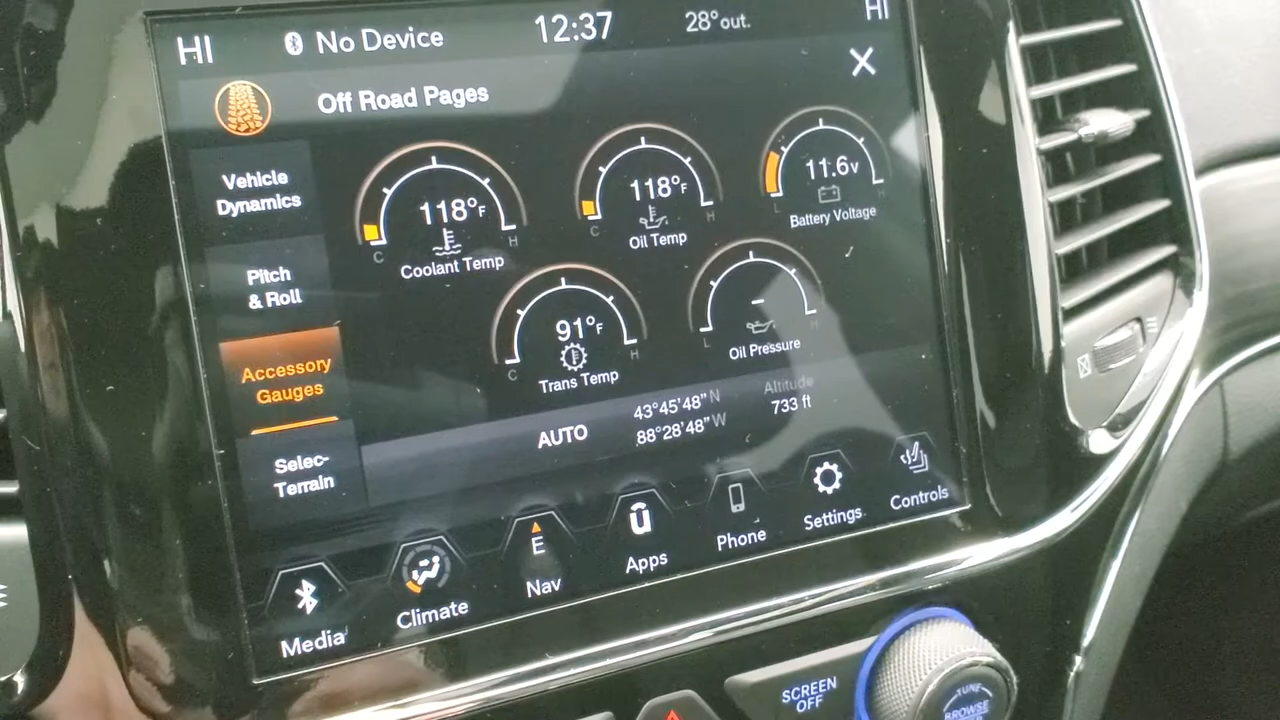 HI
No Device
12:37
28° out.
HI
Off Road Pages
Vehicle
Dynamics
Pitch
& Roll
Accessory
Gauges
Selec-
Terrain
118°F
C
H
Coolant Temp
118°F
C
H
Oil Temp
11.6v
L
H
Battery Voltage
91°F
C
H
Trans Temp
-
L
H
Oil Pressure
AUTO
43°45'48" N
88°28'48" W
Altitude
733 ft
Media
Climate
E
Nav
Apps
Phone
Settings
Controls
SCREEN
OFF
TUNE
BROWSE